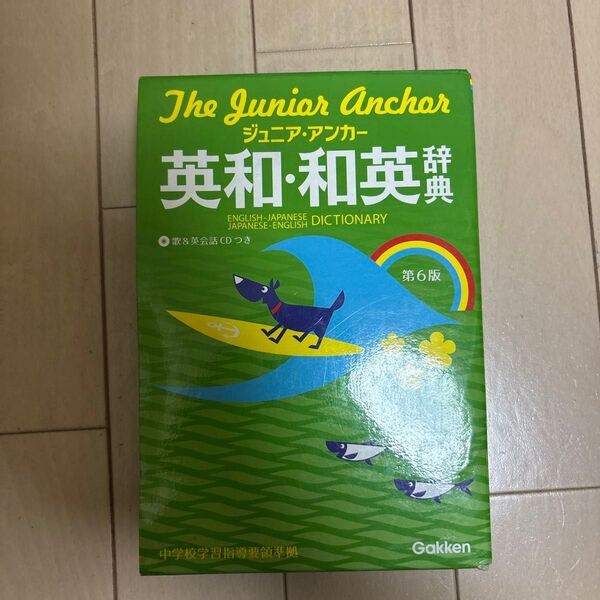 The Junior Anchor
ジュニア・アンカー
英和・和英辞典
ENGLISH-JAPANESE
JAPANESE-ENGLISH DICTIONARY
歌&英会話CDつき
第6版
中学校学習指導要領準拠
Gakken